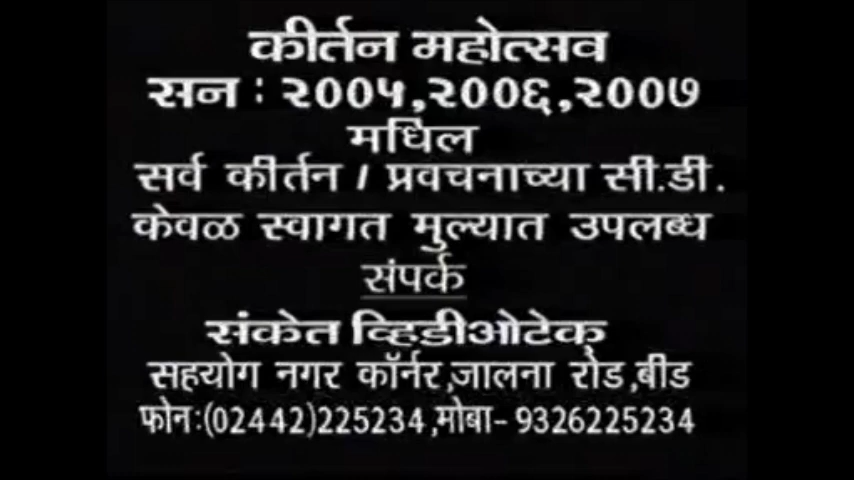 कीर्तन महोत्सव
सन : २००५,२००६,२००७
मधिल
सर्व कीर्तन / प्रवचनाच्या सी.डी.
केवळ स्वागत मुल्यात उपलब्ध
संपर्क
संकेत व्हिडीओटेक्
सहयोग नगर कॉर्नर,जालना रोड,बीड
फोन:(02442)225234,मोबा-9326225234